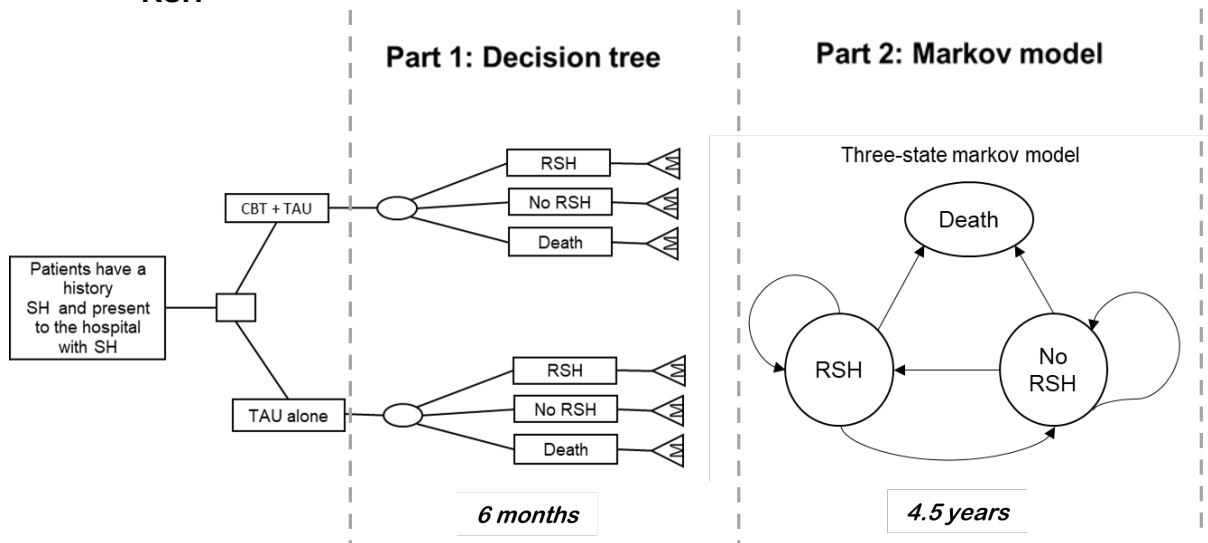 Part 1: Decision tree
Part 2: Markov model
Three-state markov model
Patients have a
history
SH and present
to the hospital
with SH
CBT + TAU
RSH
M
No RSH
M
Death
M
TAU alone
RSH
M
No RSH
M
Death
M
Death
RSH
No
RSH
6 months
4.5 years